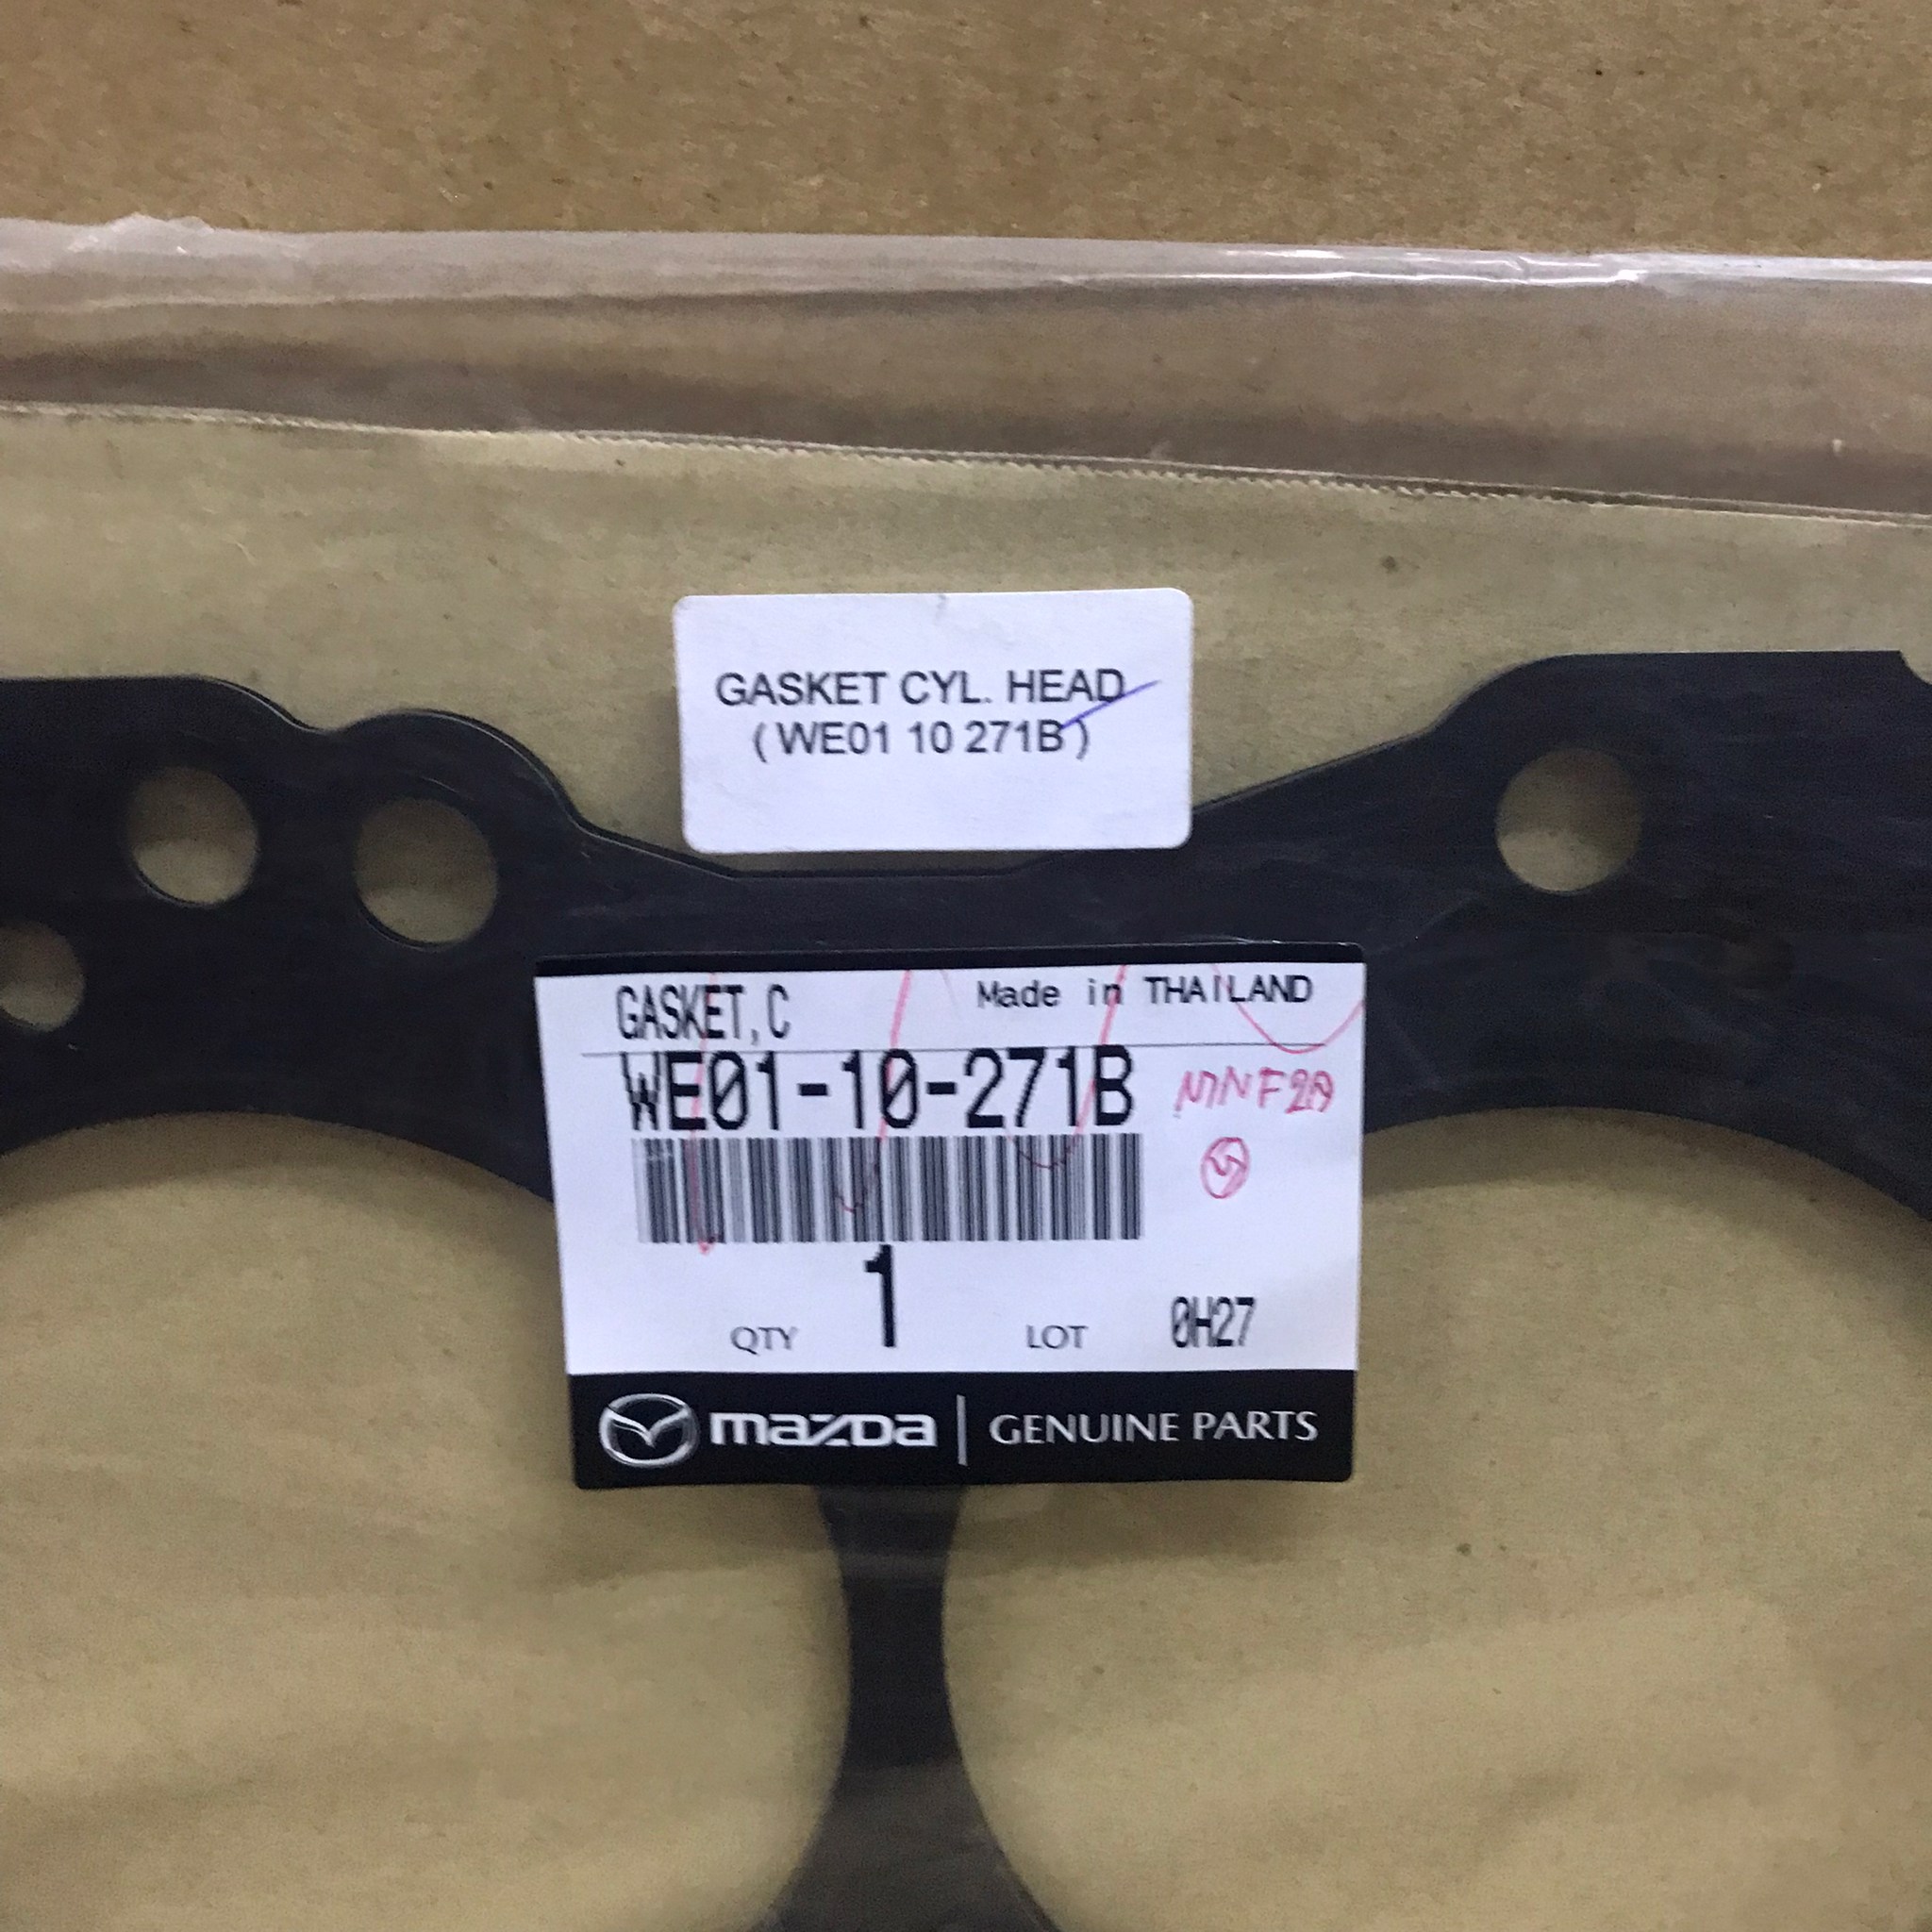 GASKET CYL. HEAD
( WE01 10 271B )
GASKET, C Made in THAILAND
WE01-10-271B
1
QTY LOT 0H27
mazda | GENUINE PARTS